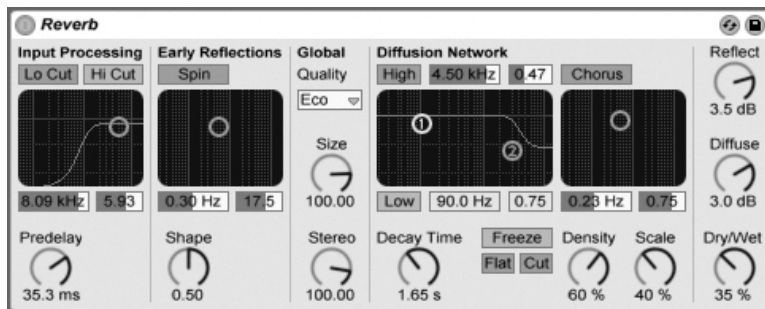 Reverb
Input Processing
Lo Cut Hi Cut
8.09 kHz 5.93
Predelay
35.3 ms
Early Reflections
Spin
0.30 Hz 17.5
Shape
0.50
Global
Quality
Eco
Size
100.00
Stereo
100.00
Diffusion Network
High 4.50 kHz 0.47 Chorus
1
2
Low 90.0 Hz 0.75 0.23 Hz 0.75
Decay Time Freeze Density Scale
Flat Cut
1.65 s 60 % 40 %
Reflect
3.5 dB
Diffuse
3.0 dB
Dry/Wet
35 %